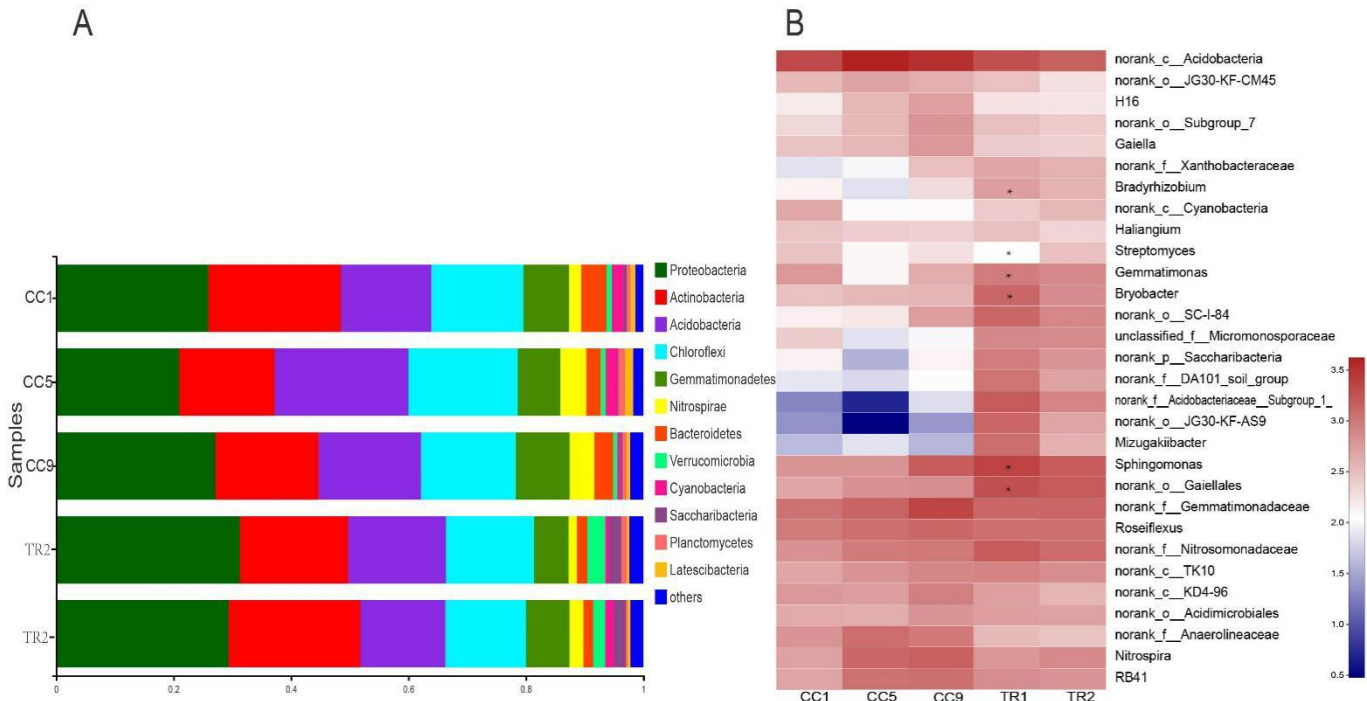 A
B
Samples
CC1
CC5
CC9
TR2
TR2
0
0.2
0.4
0.6
0.8
1
Proteobacteria
Actinobacteria
Acidobacteria
Chloroflexi
Gemmatimonadetes
Nitrospirae
Bacteroidetes
Verrucomicrobia
Cyanobacteria
Saccharibacteria
Planctomycetes
Latescibacteria
others
norank_c__Acidobacteria
norank_o__JG30-KF-CM45
H16
norank_o__Subgroup_7
Gaiella
norank_f__Xanthobacteraceae
Bradyrhizobium
*
norank_c__Cyanobacteria
Haliangium
Streptomyces
*
Gemmatimonas
*
Bryobacter
*
norank_o__SC-I-84
unclassified_f__Micromonosporaceae
norank_p__Saccharibacteria
norank_f__DA101_soil_group
norank_f__Acidobacteriaceae__Subgroup_1_
norank_o__JG30-KF-AS9
Mizugakiibacter
Sphingomonas
*
norank_o__Gaiellales
*
norank_f__Gemmatimonadaceae
Roseiflexus
norank_f__Nitrosomonadaceae
norank_c__TK10
norank_c__KD4-96
norank_o__Acidimicrobiales
norank_f__Anaerolineaceae
Nitrospira
RB41
CC1
CC5
CC9
TR1
TR2
3.5
3.0
2.5
2.0
1.5
1.0
0.5